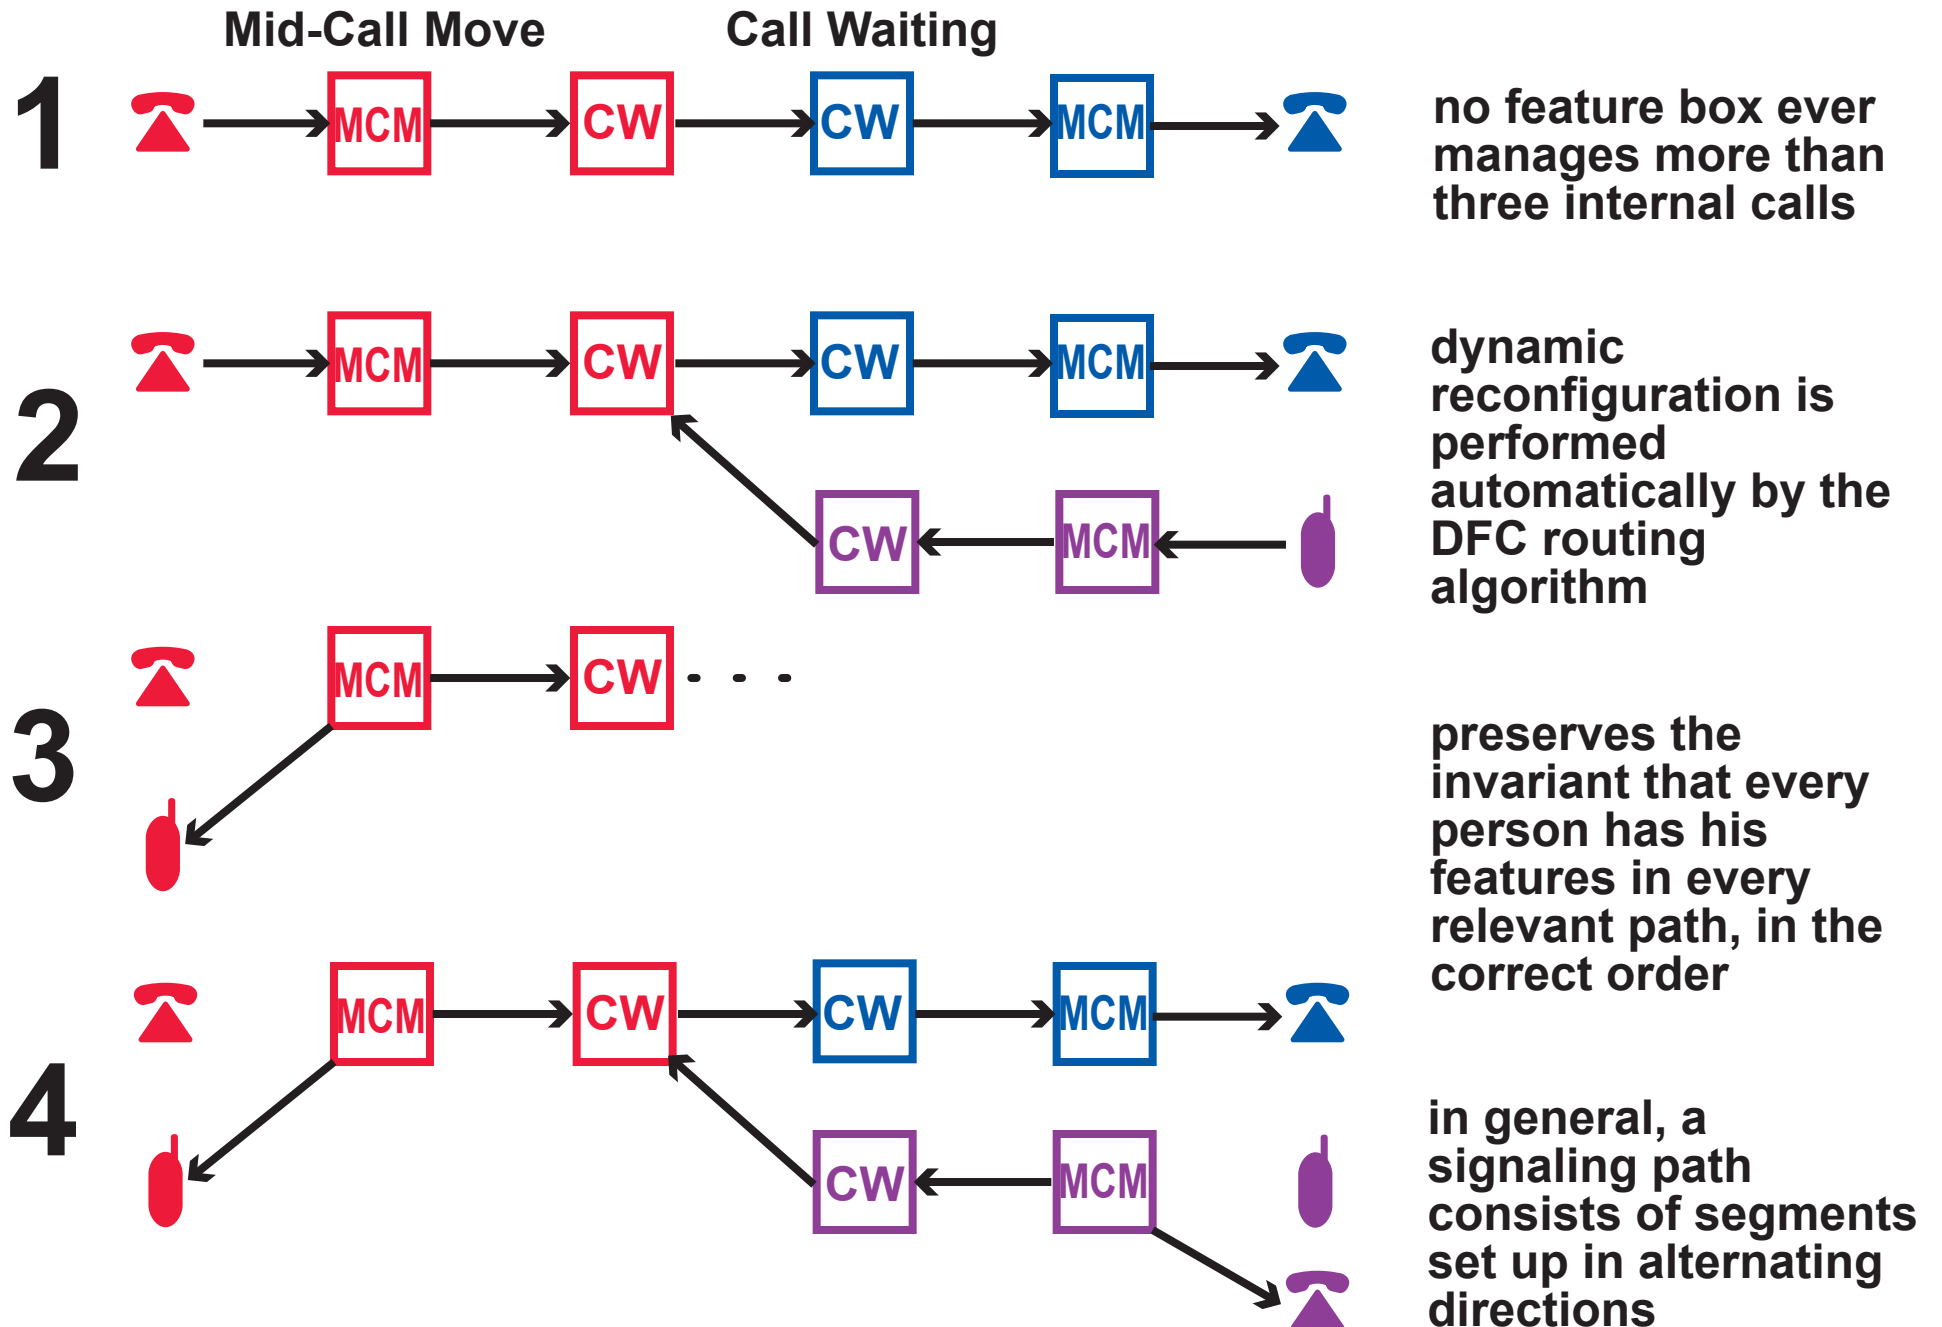 Mid-Call Move
Call Waiting
1
MCM
CW
CW
MCM
no feature box ever
manages more than
three internal calls
2
MCM
CW
CW
MCM
CW
MCM
dynamic
reconfiguration is
performed
automatically by the
DFC routing
algorithm
3
MCM
CW
. . .
preserves the
invariant that every
person has his
features in every
relevant path, in the
correct order
4
MCM
CW
CW
MCM
CW
MCM
in general, a
signaling path
consists of segments
set up in alternating
directions